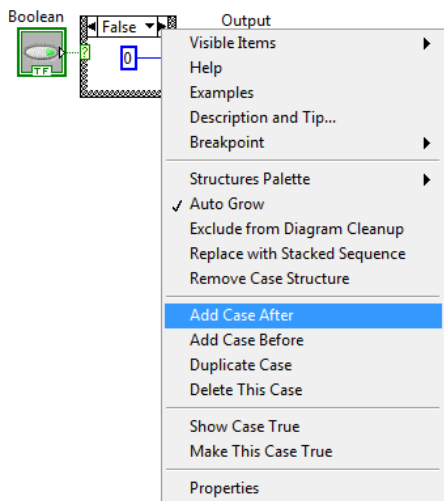 Boolean
False
Output
TF
?
0
Visible Items
Help
Examples
Description and Tip...
Breakpoint
Structures Palette
Auto Grow
Exclude from Diagram Cleanup
Replace with Stacked Sequence
Remove Case Structure
Add Case After
Add Case Before
Duplicate Case
Delete This Case
Show Case True
Make This Case True
Properties